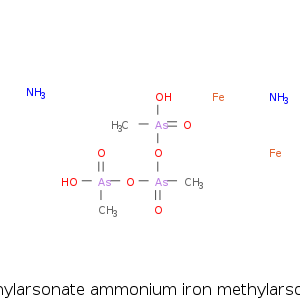 OH Fe NH3
NH3
H3C As O
O O Fe
HO As O As CH3
CH3 O
ammonium iron